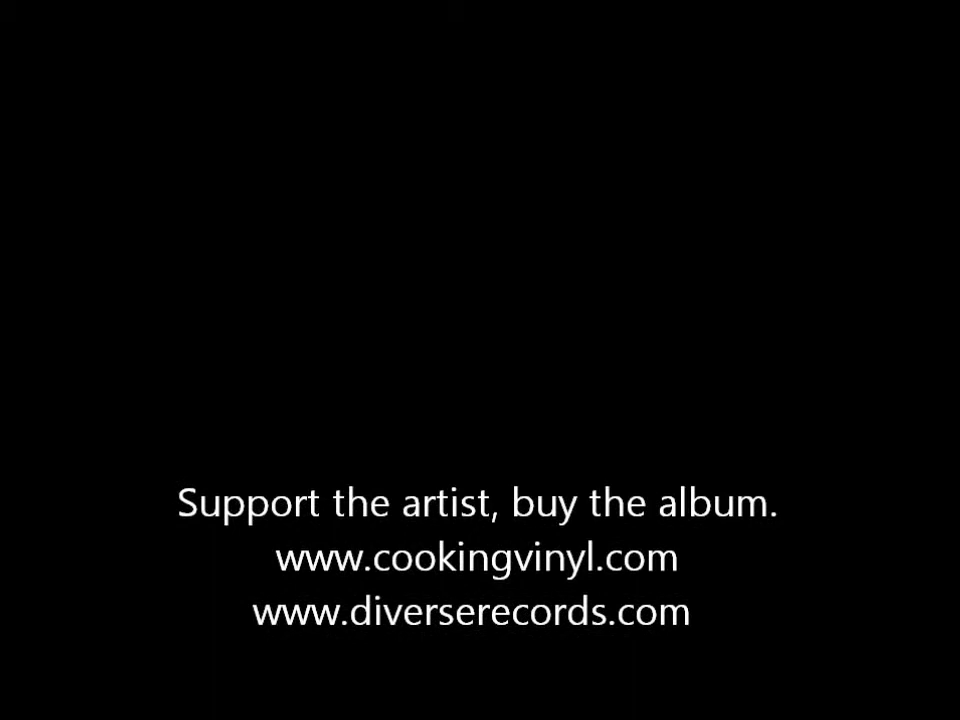 Support the artist, buy the album.
www.cookingvinyl.com
www.diverserecords.com